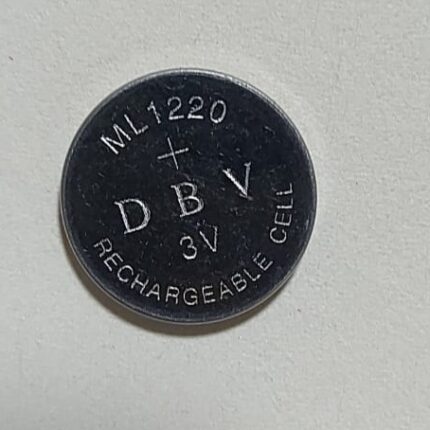 ML1220
+
D B V
3V
RECHARGEABLE CELL